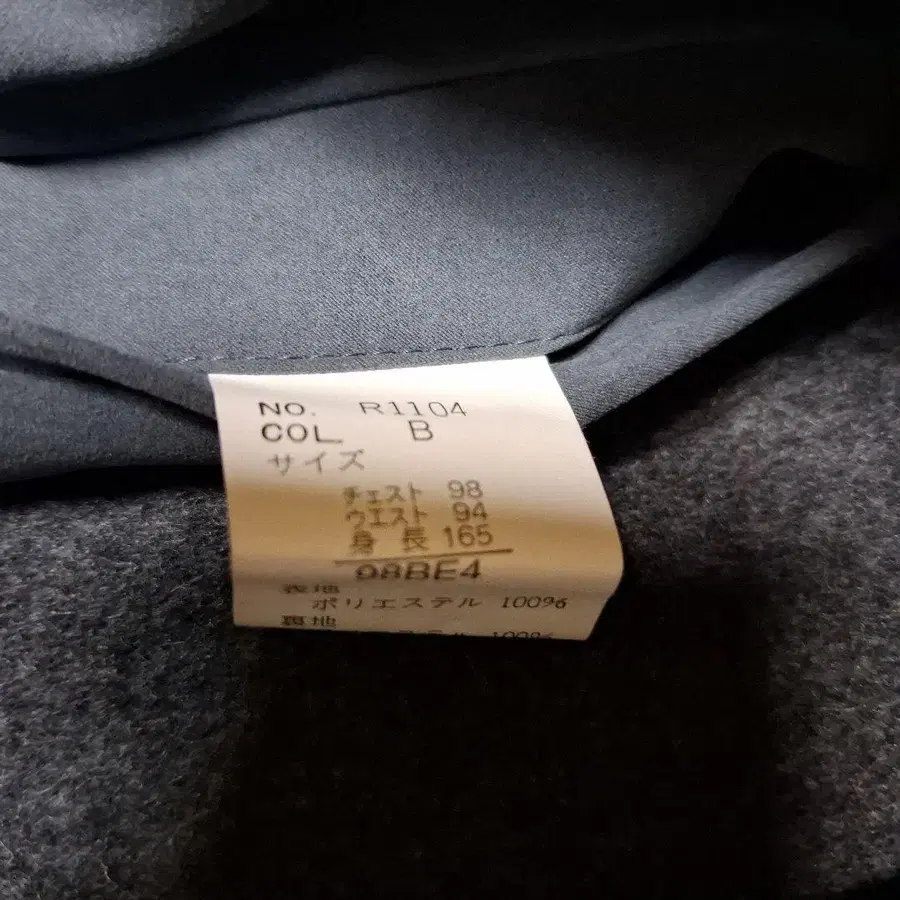 NO. R1104
COL. B
サイズ
チェスト 98
ウエスト 94
身長 165
98BE4
表地
ポリエステル 100%
裏地
100%